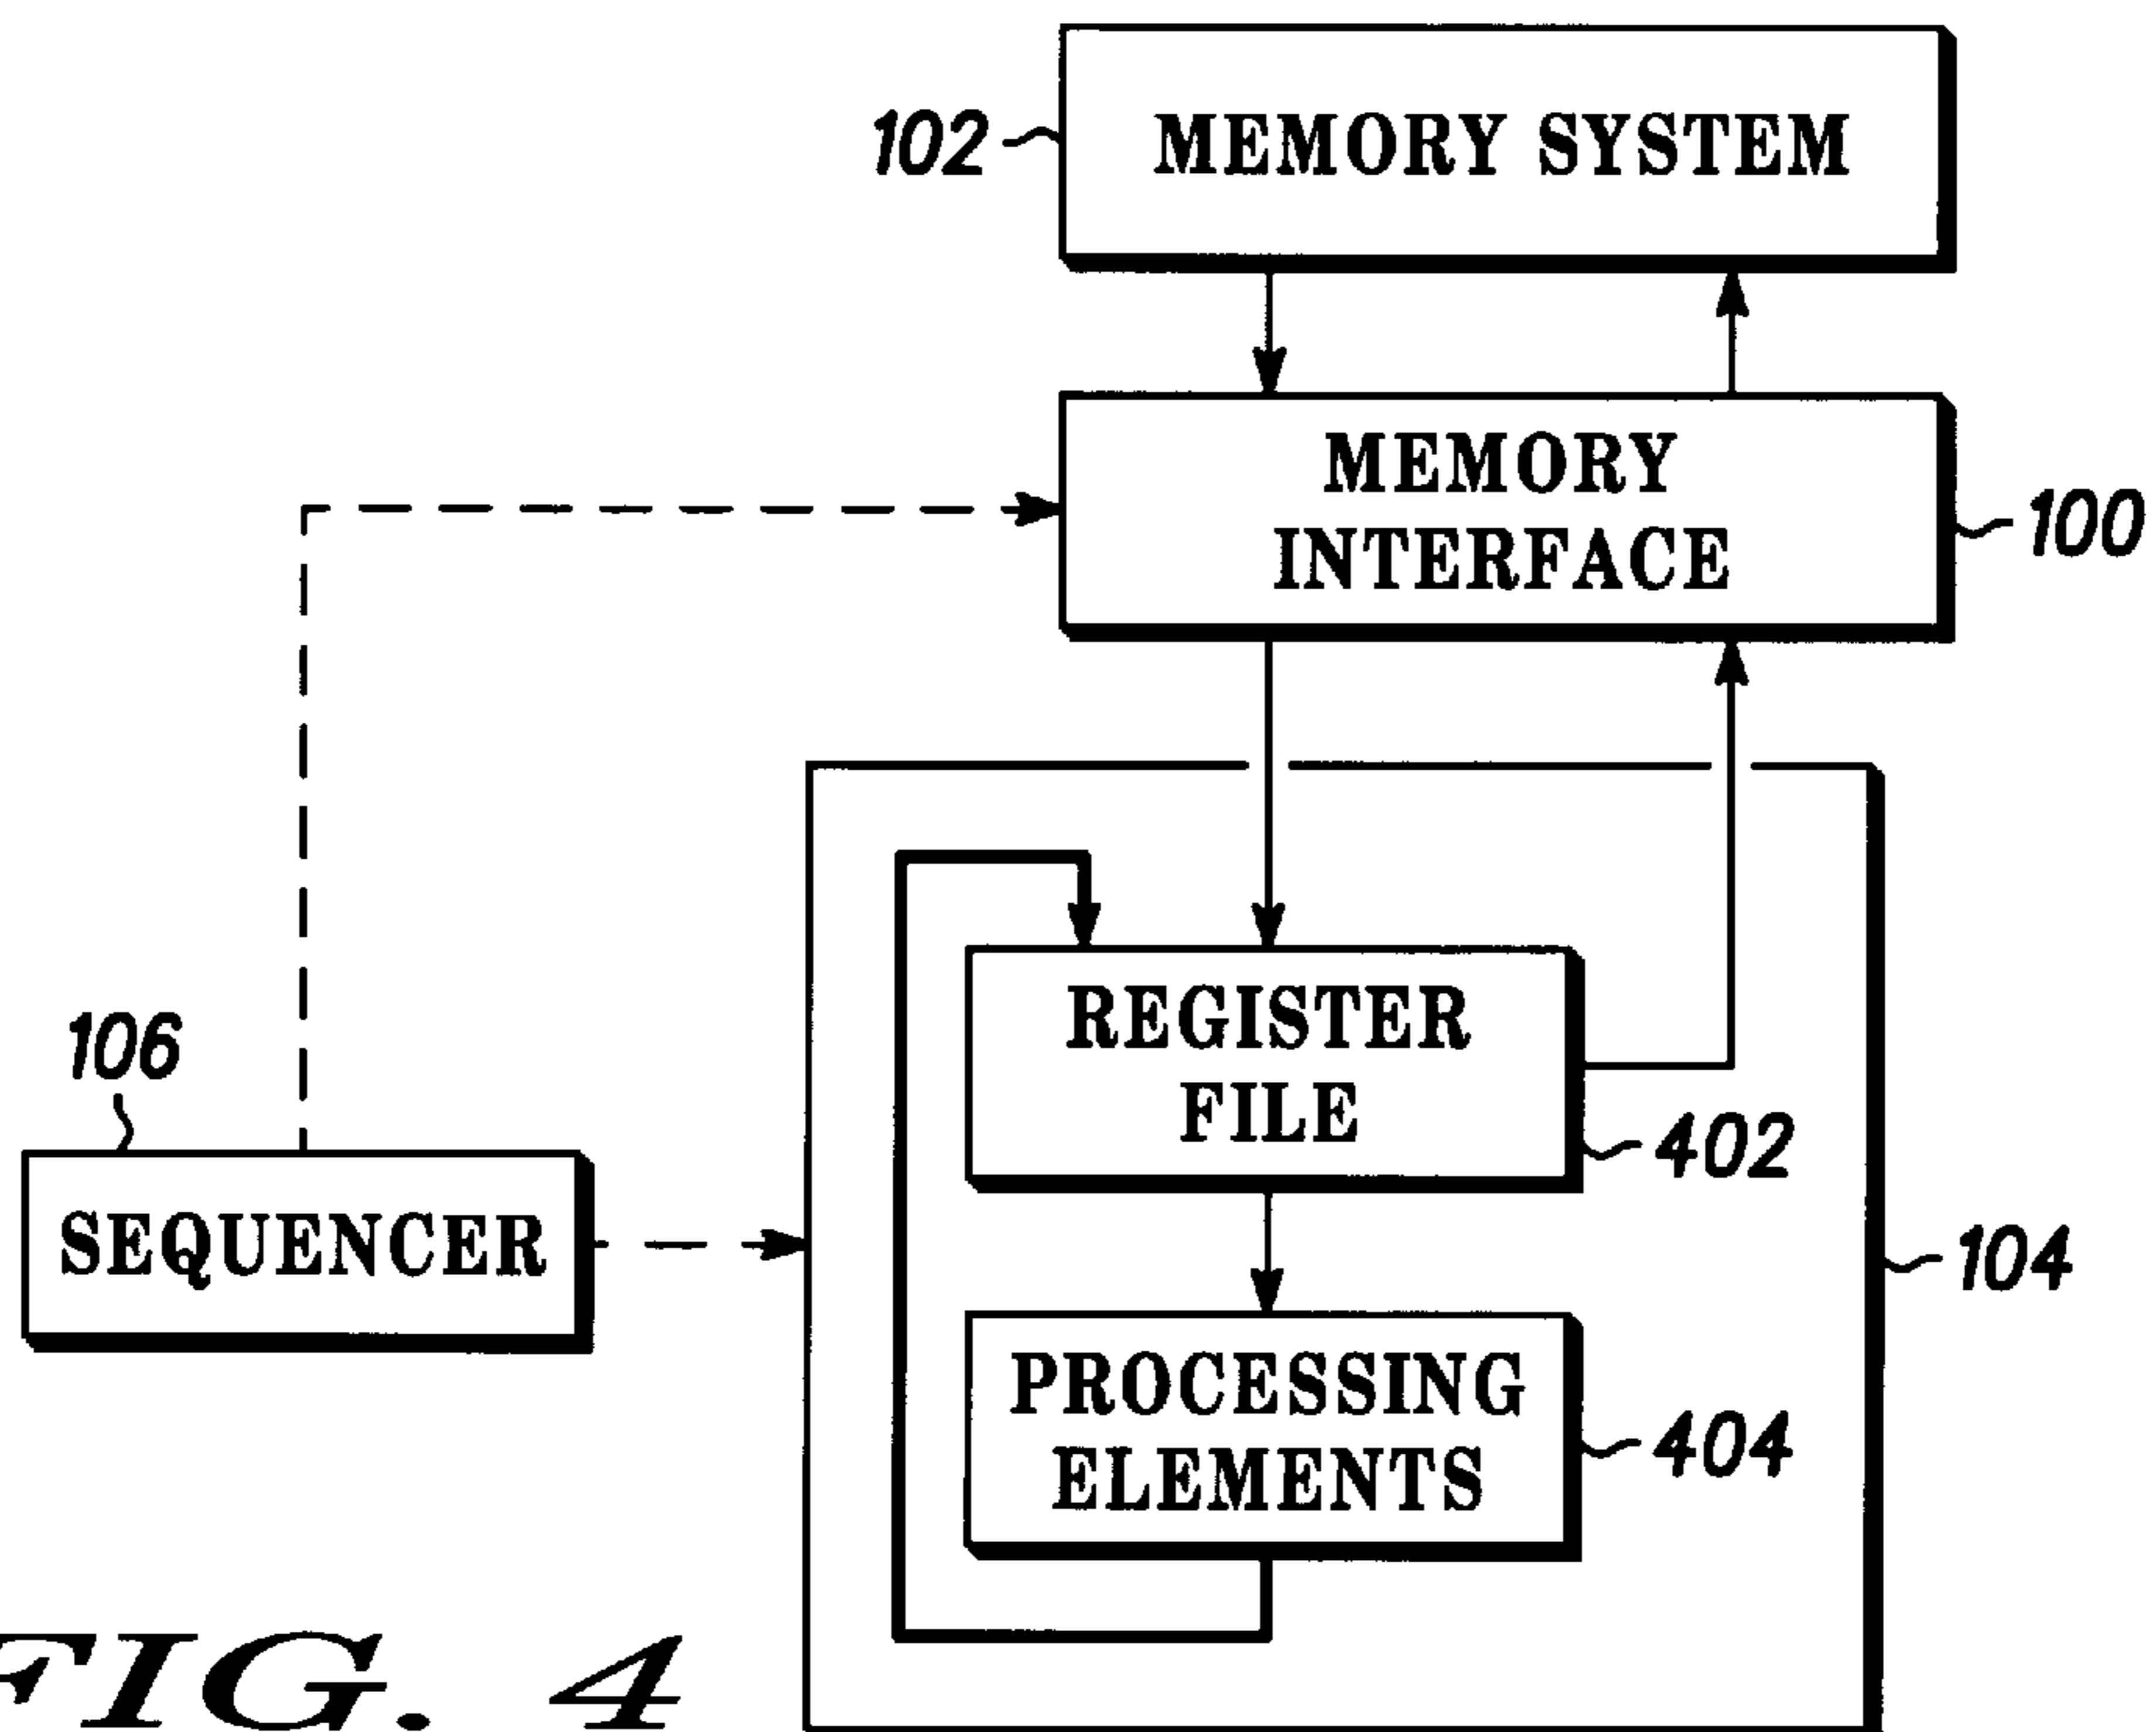 102
MEMORY SYSTEM
MEMORY
INTERFACE
100
REGISTER
FILE
402
106
SEQUENCER
104
PROCESSING
ELEMENTS
404
FIG. 4